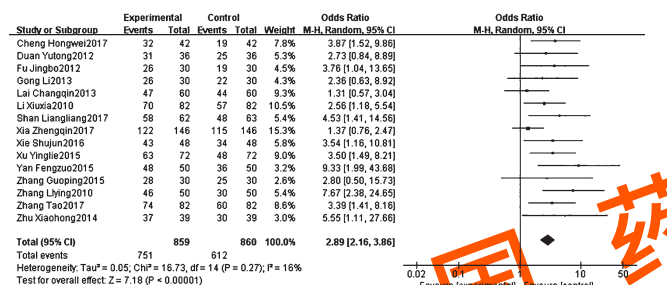 Experimental Control Odds Ratio Odds Ratio
Study or Subgroup Events Total Events Total Weight M-H, Random, 95% CI M-H, Random, 95% CI
Cheng Hongwei2017 32 42 19 42 7.8% 3.87 [1.52, 9.86]
Duan Yutong2012 31 36 25 36 5.4% 2.73 [0.84, 8.89]
Fu Jingbo2012 26 30 19 30 4.6% 3.76 [1.04, 13.65]
Gong Li2013 26 30 22 30 4.4% 2.36 [0.63, 8.92]
Lai Changqin2013 47 60 44 60 9.6% 1.31 [0.57, 3.04]
Li Xiuxia2010 70 82 57 82 10.9% 2.56 [1.18, 5.54]
Shan Liangliang2017 58 62 48 63 5.5% 4.53 [1.41, 14.56]
Xia Zhengqin2017 122 146 115 146 15.3% 1.37 [0.76, 2.47]
Xie Shujun2016 43 48 34 48 5.8% 3.54 [1.16, 10.81]
Xu Yinglie2015 63 72 48 72 8.9% 3.50 [1.49, 8.21]
Yan Fengzuo2015 48 50 36 50 3.3% 9.33 [1.99, 43.68]
Zhang Guoping2015 28 30 25 30 2.7% 2.80 [0.50, 15.73]
Zhang Llying2010 46 50 30 50 5.4% 7.67 [2.38, 24.65]
Zhang Tao2017 74 82 60 82 8.6% 3.39 [1.41, 8.16]
Zhu Xiaohong2014 37 39 30 39 3.0% 5.55 [1.11, 27.66]
Total (95% CI) 859 860 100.0% 2.89 [2.16, 3.86]
Total events 751 612
Heterogeneity: Tau² = 0.05; Chi² = 16.73, df = 14 (P = 0.27); I² = 16%
Test for overall effect: Z = 7.18 (P < 0.00001)
0.02 0.1 1 10 50
国药